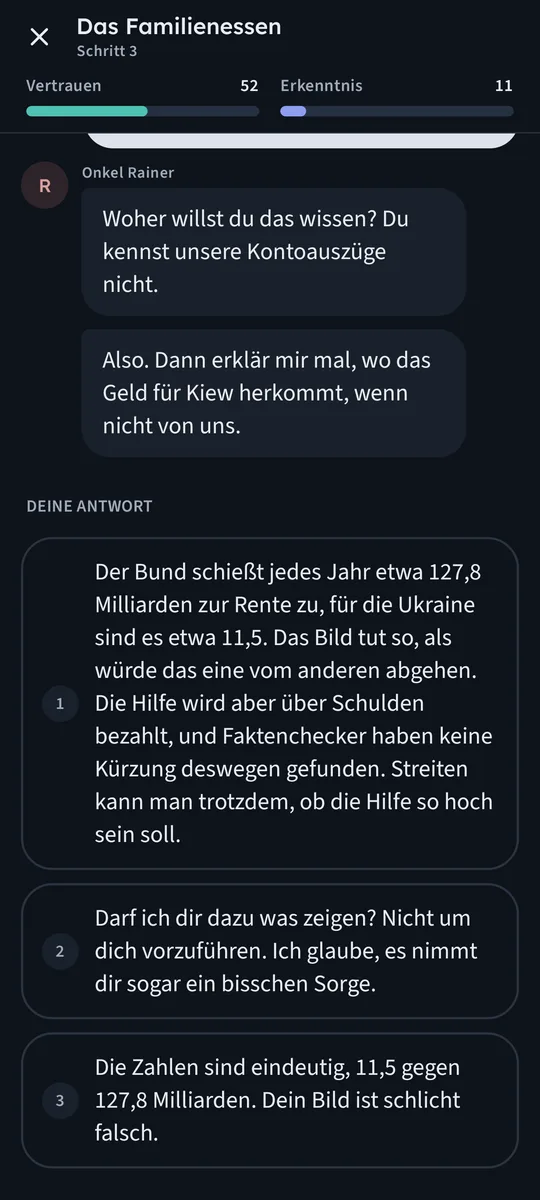 Das Familienessen
Schritt 3
Vertrauen 52 Erkenntnis 11
Onkel Rainer
R
Woher willst du das wissen? Du
kennst unsere Kontoauszüge
nicht.
Also. Dann erklär mir mal, wo das
Geld für Kiew herkommt, wenn
nicht von uns.
DEINE ANTWORT
1
Der Bund schießt jedes Jahr etwa 127,8
Milliarden zur Rente zu, für die Ukraine
sind es etwa 11,5. Das Bild tut so, als
würde das eine vom anderen abgehen.
Die Hilfe wird aber über Schulden
bezahlt, und Faktenchecker haben keine
Kürzung deswegen gefunden. Streiten
kann man trotzdem, ob die Hilfe so hoch
sein soll.
2
Darf ich dir dazu was zeigen? Nicht um
dich vorzuführen. Ich glaube, es nimmt
dir sogar ein bisschen Sorge.
3
Die Zahlen sind eindeutig, 11,5 gegen
127,8 Milliarden. Dein Bild ist schlicht
falsch.